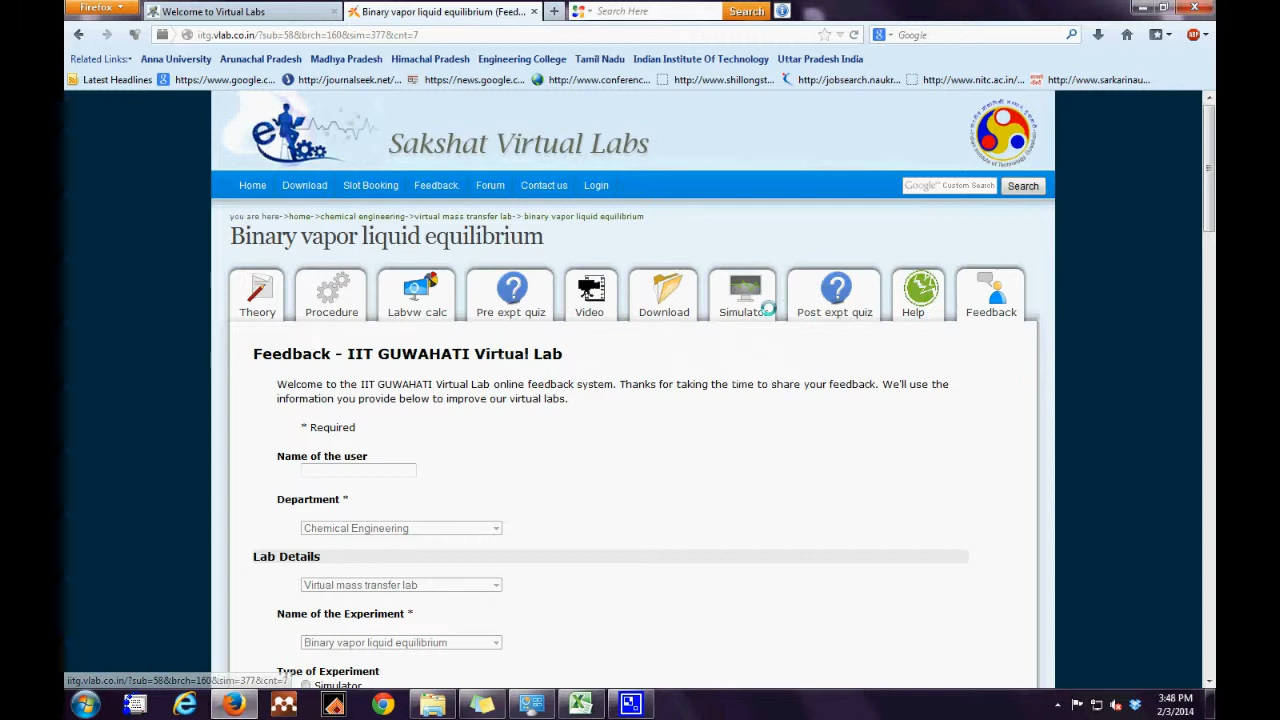 Firefox
Welcome to Virtual Labs
Binary vapor liquid equilibrium (Feed...
Search Here
Search
iitg.vlab.co.in/?sub=58&brch=160&sim=377&cnt=7
Google
Related Links:
Anna University
Arunachal Pradesh
Madhya Pradesh
Himachal Pradesh
Engineering College
Tamil Nadu
Indian Institute Of Technology
Uttar Pradesh India
Latest Headlines
https://www.google.c...
http://journalseek.net/...
https://news.google.c...
http://www.conferenc...
http://www.shillongst...
http://jobsearch.naukr...
http://www.nitc.ac.in/...
http://www.sarkarinau...
Sakshat Virtual Labs
Home
Download
Slot Booking
Feedback.
Forum
Contact us
Login
Google™ Custom Search
Search
you are here->home->chemical engineering->virtual mass transfer lab-> binary vapor liquid equilibrium
Binary vapor liquid equilibrium
Theory
Procedure
Labvw calc
Pre expt quiz
Video
Download
Simulator
Post expt quiz
Help
Feedback
Feedback - IIT GUWAHATI Virtual Lab
Welcome to the IIT GUWAHATI Virtual Lab online feedback system. Thanks for taking the time to share your feedback. We'll use the
information you provide below to improve our virtual labs.
* Required
Name of the user
Department *
Chemical Engineering
Lab Details
Virtual mass transfer lab
Name of the Experiment *
Binary vapor liquid equilibrium
Type of Experiment
Simulator
iitg.vlab.co.in/?sub=58&brch=160&sim=377&cnt=7
3:48 PM
2/3/2014